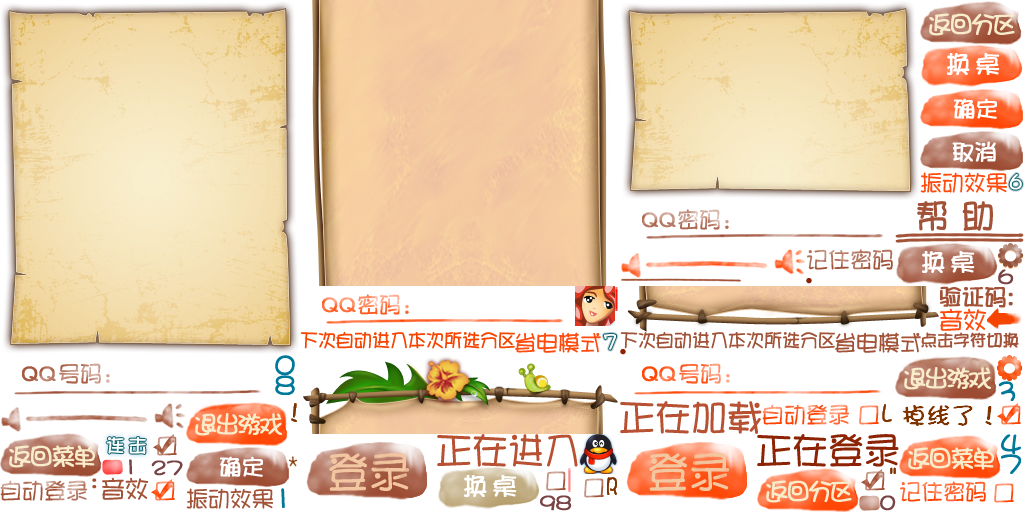 返回分区
换桌
确定
取消
振动效果6
QQ密码:
帮助
记住密码
换桌
6
QQ密码:
验证码:
音效
下次自动进入本次所选分区省电模式7
下次自动进入本次所选分区省电模式点击字符切换
QQ号码:
08
QQ号码:
退出游戏
3
退出游戏!
正在加载
自动登录
L
掉线了!
连击
返回菜单
1 27
确定
*
自动登录:
音效
振动效果1
登录
正在进入
换桌
98
R
登录
正在登录
返回分区
"
0
返回菜单
47
记住密码